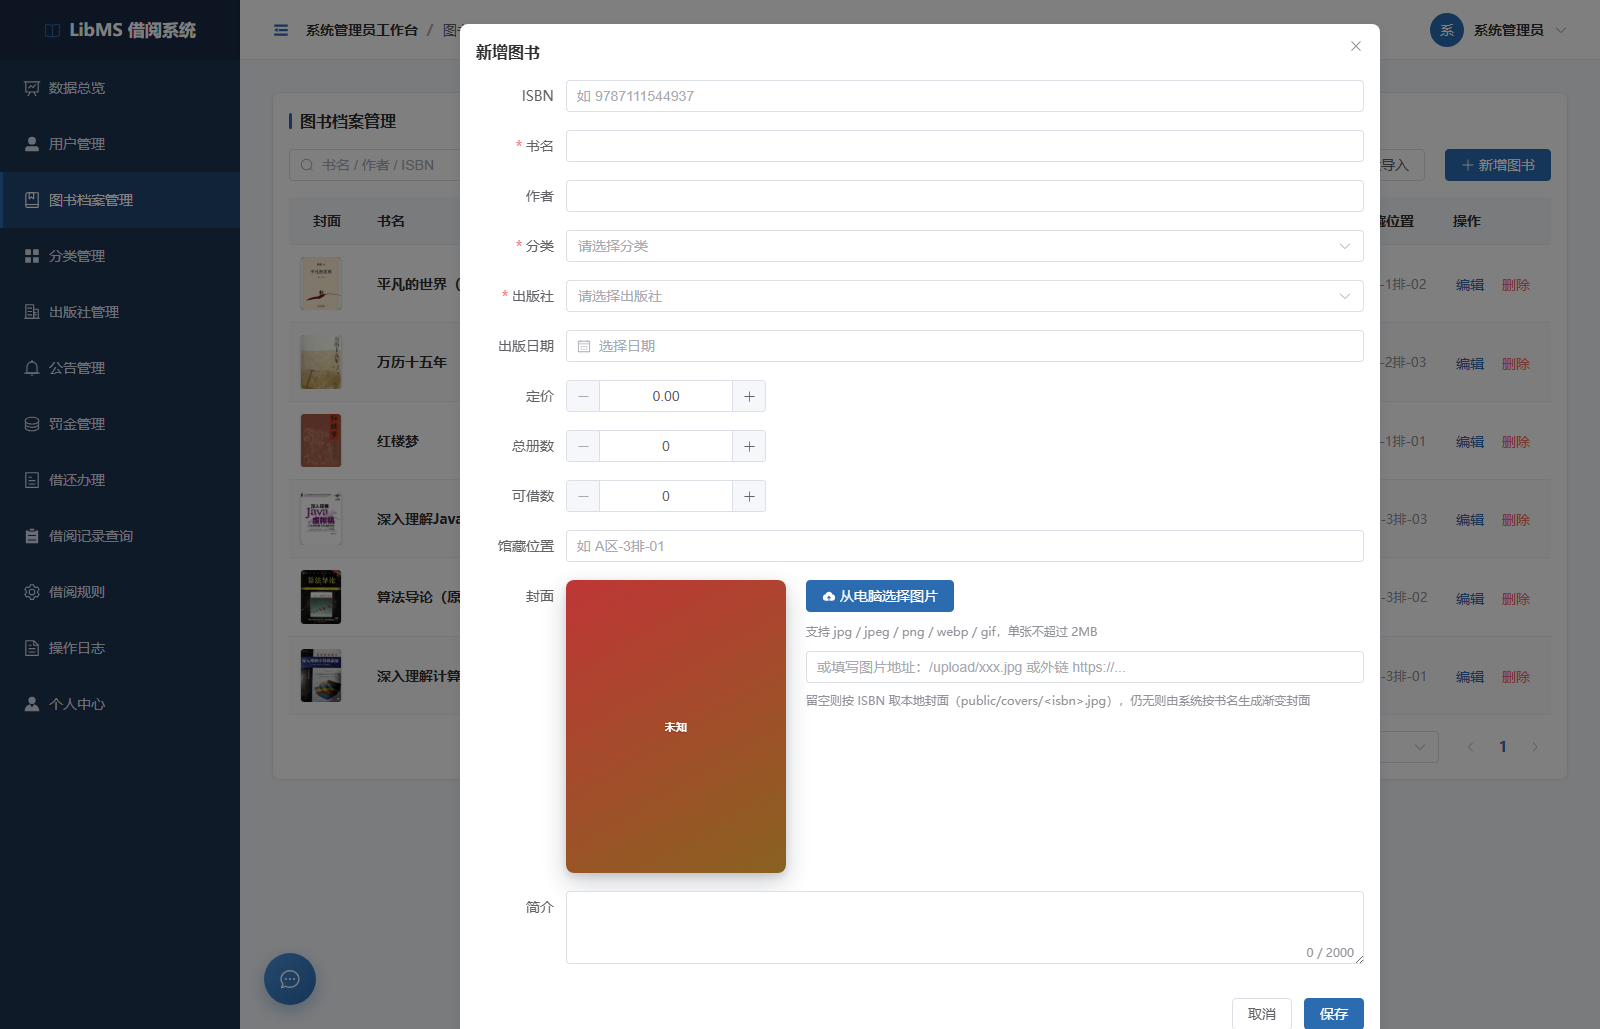 LibMS 借阅系统
系统管理员工作台 / 图书
系 系统管理员
数据总览
用户管理
图书档案管理
分类管理
出版社管理
公告管理
罚金管理
借还办理
借阅记录查询
借阅规则
操作日志
个人中心
图书档案管理
书名 / 作者 / ISBN
导入
新增图书
封面 书名 位置 操作
平凡的世界（ -1排-02 编辑 删除
万历十五年 -2排-03 编辑 删除
红楼梦 -1排-01 编辑 删除
深入理解Java -3排-03 编辑 删除
算法导论（原 -3排-02 编辑 删除
深入理解计算 -3排-01 编辑 删除
1
新增图书
ISBN 如 9787111544937
* 书名
作者
* 分类 请选择分类
* 出版社 请选择出版社
出版日期 选择日期
定价 0.00
总册数 0
可借数 0
馆藏位置 如 A区-3排-01
封面
未知
从电脑选择图片
支持 jpg / jpeg / png / webp / gif，单张不超过 2MB
或填写图片地址：/upload/xxx.jpg 或外链 https://...
留空则按 ISBN 取本地封面（public/covers/<isbn>.jpg），仍无则由系统按书名生成渐变封面
简介
0 / 2000
取消 保存